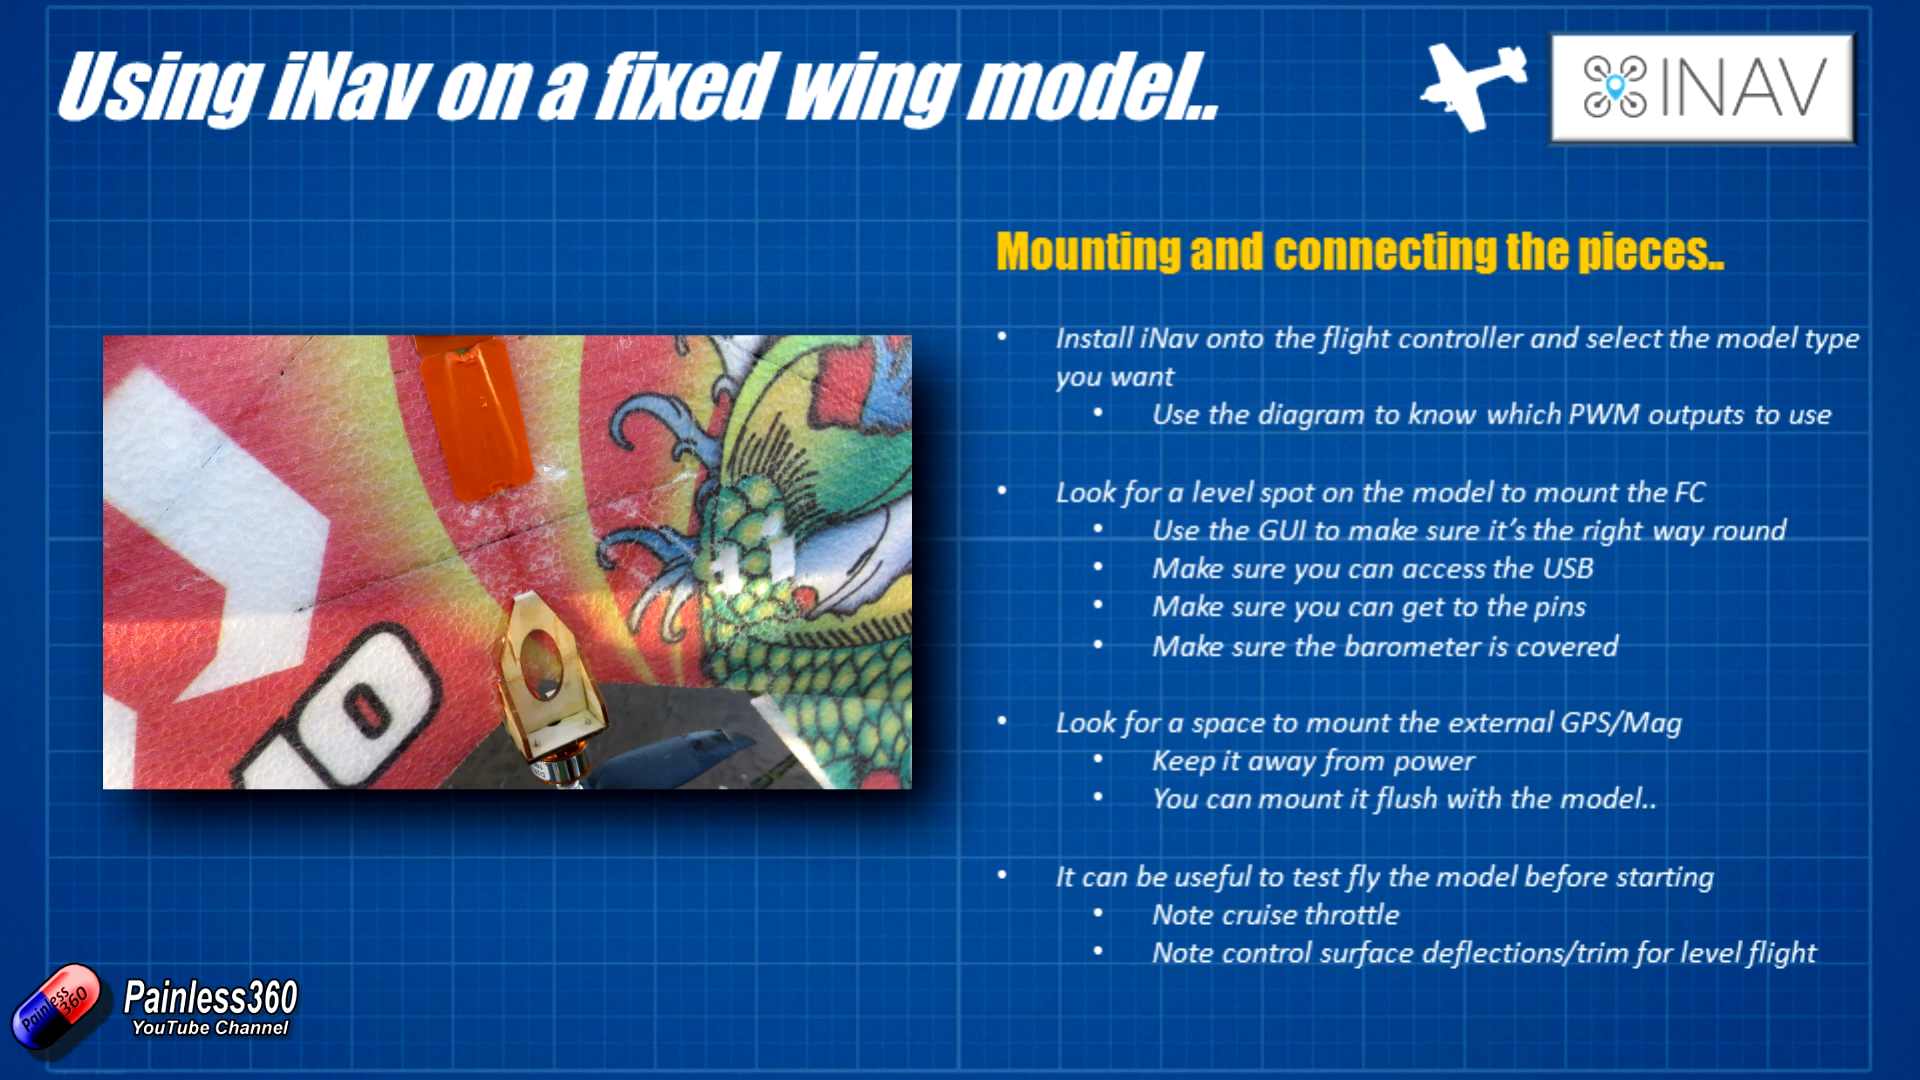 Using iNav on a fixed wing model..
INAV
Mounting and connecting the pieces..
• Install iNav onto the flight controller and select the model type
you want
• Use the diagram to know which PWM outputs to use
• Look for a level spot on the model to mount the FC
• Use the GUI to make sure it's the right way round
• Make sure you can access the USB
• Make sure you can get to the pins
• Make sure the barometer is covered
• Look for a space to mount the external GPS/Mag
• Keep it away from power
• You can mount it flush with the model..
• It can be useful to test fly the model before starting
• Note cruise throttle
• Note control surface deflections/trim for level flight
Painless
360
Painless360
YouTube Channel